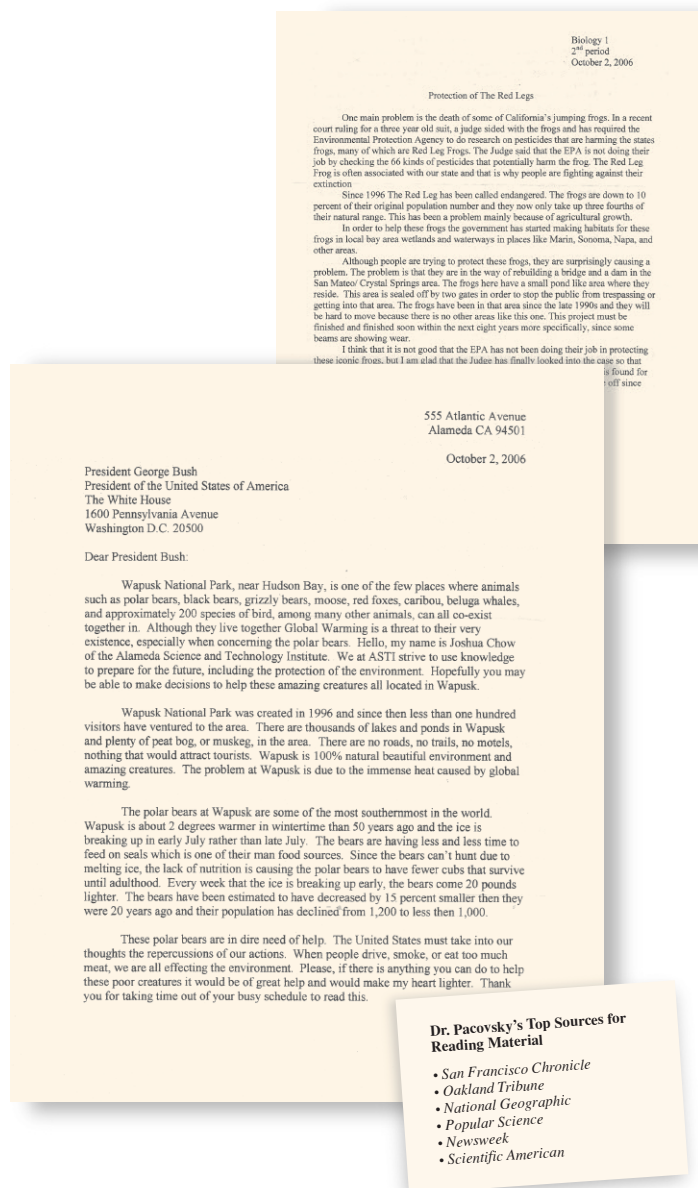 Biology 1
2nd period
October 2, 2006
Protection of The Red Legs
One main problem is the death of some of California's jumping frogs. In a recent
court ruling for a three year old suit, a judge sided with the frogs and has required the
Environmental Protection Agency to do research on pesticides that are harming the states
frogs, many of which are Red Leg Frogs. The Judge said that the EPA is not doing their
job by checking the 66 kinds of pesticides that potentially harm the frog. The Red Leg
Frog is often associated with our state and that is why people are fighting against their
extinction
Since 1996 The Red Leg has been called endangered. The frogs are down to 10
percent of their original population number and they now only take up three fourths of
their natural range. This has been a problem mainly because of agricultural growth.
In order to help these frogs the government has started making habitats for these
frogs in local bay area wetlands and waterways in places like Marin, Sonoma, Napa, and
other areas.
Although people are trying to protect these frogs, they are surprisingly causing a
problem. The problem is that they are in the way of rebuilding a bridge and a dam in the
San Mateo/ Crystal Springs area. The frogs here have a small pond like area where they
reside. This area is sealed off by two gates in order to stop the public from trespassing or
getting into that area. The frogs have been in that area since the late 1990s and they will
be hard to move because there is no other areas like this one. This project must be
finished and finished soon within the next eight years more specifically, since some
beams are showing wear.
I think that it is not good that the EPA has not been doing their job in protecting
these iconic frogs, but I am glad that the Judge has finally looked into the case so that
is found for
off since
555 Atlantic Avenue
Alameda CA 94501
October 2, 2006
President George Bush
President of the United States of America
The White House
1600 Pennsylvania Avenue
Washington D.C. 20500
Dear President Bush:
Wapusk National Park, near Hudson Bay, is one of the few places where animals
such as polar bears, black bears, grizzly bears, moose, red foxes, caribou, beluga whales,
and approximately 200 species of bird, among many other animals, can all co-exist
together in. Although they live together Global Warming is a threat to their very
existence, especially when concerning the polar bears. Hello, my name is Joshua Chow
of the Alameda Science and Technology Institute. We at ASTI strive to use knowledge
to prepare for the future, including the protection of the environment. Hopefully you may
be able to make decisions to help these amazing creatures all located in Wapusk.
Wapusk National Park was created in 1996 and since then less than one hundred
visitors have ventured to the area. There are thousands of lakes and ponds in Wapusk
and plenty of peat bog, or muskeg, in the area. There are no roads, no trails, no motels,
nothing that would attract tourists. Wapusk is 100% natural beautiful environment and
amazing creatures. The problem at Wapusk is due to the immense heat caused by global
warming.
The polar bears at Wapusk are some of the most southernmost in the world.
Wapusk is about 2 degrees warmer in wintertime than 50 years ago and the ice is
breaking up in early July rather than late July. The bears are having less and less time to
feed on seals which is one of their man food sources. Since the bears can't hunt due to
melting ice, the lack of nutrition is causing the polar bears to have fewer cubs that survive
until adulthood. Every week that the ice is breaking up early, the bears come 20 pounds
lighter. The bears have been estimated to have decreased by 15 percent smaller then they
were 20 years ago and their population has declined from 1,200 to less then 1,000.
These polar bears are in dire need of help. The United States must take into our
thoughts the repercussions of our actions. When people drive, smoke, or eat too much
meat, we are all effecting the environment. Please, if there is anything you can do to help
these poor creatures it would be of great help and would make my heart lighter. Thank
you for taking time out of your busy schedule to read this.
Dr. Pacovsky's Top Sources for
Reading Material
• San Francisco Chronicle
• Oakland Tribune
• National Geographic
• Popular Science
• Newsweek
• Scientific American